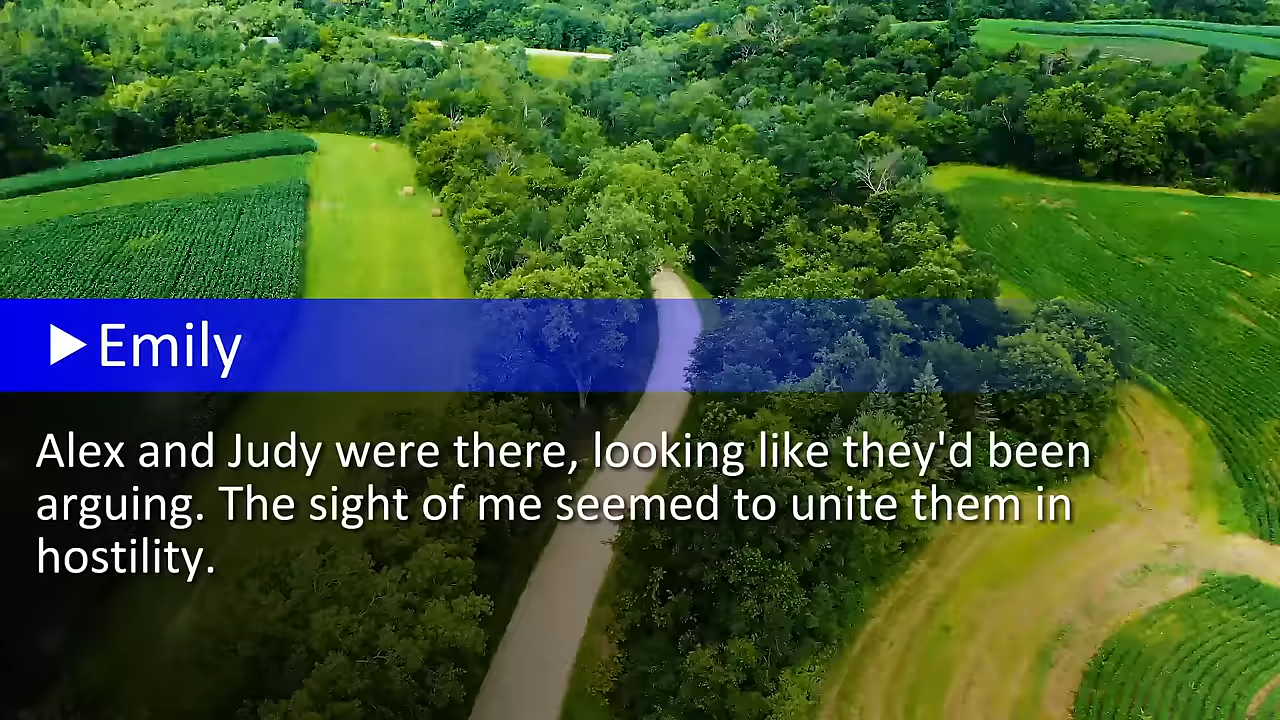 Emily
Alex and Judy were there, looking like they'd been
arguing. The sight of me seemed to unite them in
hostility.